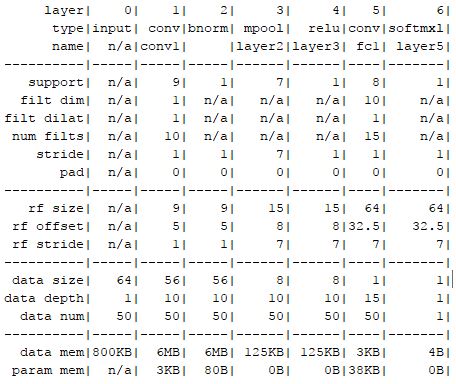 layer| 0| 1| 2| 3| 4| 5| 6|
type|input| conv|bnorm|mpool| relu|conv|softmxl|
name| n/a|conv1| |layer2|layer3| fc1| layer5|
----------|-----|-----|-----|------|------|----|-------|
support| n/a| 9| 1| 7| 1| 8| 1|
filt dim| n/a| 1| n/a| n/a| n/a| 10| n/a|
filt dilat| n/a| 1| n/a| n/a| n/a| 1| n/a|
num filts| n/a| 10| n/a| n/a| n/a| 15| n/a|
stride| n/a| 1| 1| 7| 1| 1| 1|
pad| n/a| 0| 0| 0| 0| 0| 0|
----------|-----|-----|-----|------|------|----|-------|
rf size| n/a| 9| 9| 15| 15| 64| 64|
rf offset| n/a| 5| 5| 8| 8|32.5| 32.5|
rf stride| n/a| 1| 1| 7| 7| 7| 7|
----------|-----|-----|-----|------|------|----|-------|
data size| 64| 56| 56| 8| 8| 1| 1|
data depth| 1| 10| 10| 10| 10| 15| 1|
data num| 50| 50| 50| 50| 50| 50| 1|
----------|-----|-----|-----|------|------|----|-------|
data mem|800KB| 6MB| 6MB| 125KB| 125KB| 3KB| 4B|
param mem| n/a| 3KB| 80B| 0B| 0B|38KB| 0B|